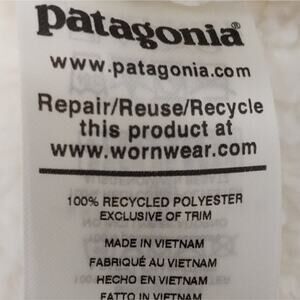 patagonia®
www.patagonia.com
Repair/Reuse/Recycle
this product at
www.wornwear.com
100% RECYCLED POLYESTER
EXCLUSIVE OF TRIM
MADE IN VIETNAM
FABRIQUÉ AU VIETNAM
HECHO EN VIETNAM
FATTO IN VIETNAM